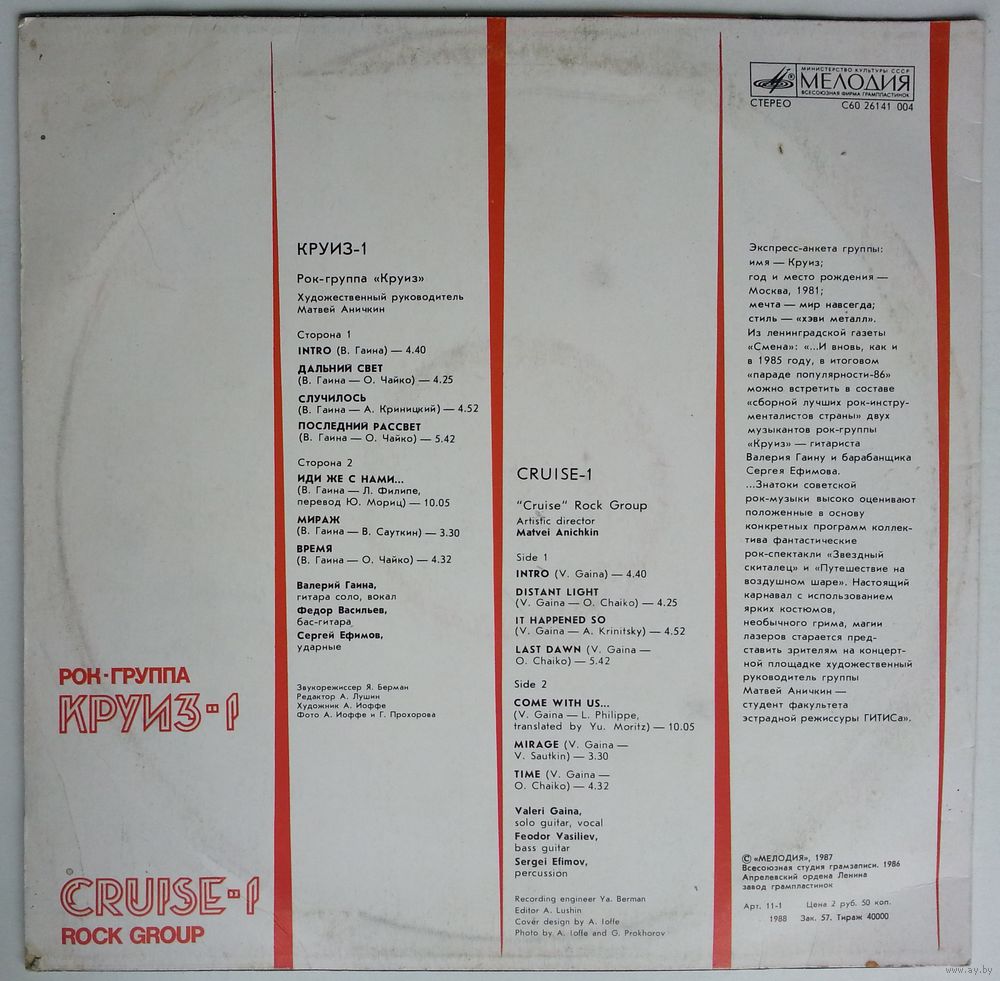 МИНИСТЕРСТВО КУЛЬТУРЫ СССР
МЕЛОДИЯ
ВСЕСОЮЗНАЯ ФИРМА ГРАМПЛАСТИНОК
СТЕРЕО С60 26141 004
КРУИЗ-1
Рок-группа «Круиз»
Художественный руководитель
Матвей Аничкин
Сторона 1
INTRO (В. Гаина) — 4.40
ДАЛЬНИЙ СВЕТ
(В. Гаина — О. Чайко) — 4.25
СЛУЧИЛОСЬ
(В. Гаина — А. Криницкий) — 4.52
ПОСЛЕДНИЙ РАССВЕТ
(В. Гаина — О. Чайко) — 5.42
Сторона 2
ИДИ ЖЕ С НАМИ...
(В. Гаина — Л. Филипе,
перевод Ю. Мориц) — 10.05
МИРАЖ
(В. Гаина — В. Сауткин) — 3.30
ВРЕМЯ
(В. Гаина — О. Чайко) — 4.32
Валерий Гаина,
гитара соло, вокал
Федор Васильев,
бас-гитара
Сергей Ефимов,
ударные
Звукорежиссер Я. Берман
Редактор А. Лушин
Художник А. Иоффе
Фото А. Иоффе и Г. Прохорова
РОК-ГРУППА
КРУИЗ-1
CRUISE-1
ROCK GROUP
CRUISE-1
"Cruise" Rock Group
Artistic director
Matvei Anichkin
Side 1
INTRO (V. Gaina) — 4.40
DISTANT LIGHT
(V. Gaina — O. Chaiko) — 4.25
IT HAPPENED SO
(V. Gaina — A. Krinitsky) — 4.52
LAST DAWN (V. Gaina —
O. Chaiko) — 5.42
Side 2
COME WITH US...
(V. Gaina — L. Philippe,
translated by Yu. Moritz) — 10.05
MIRAGE (V. Gaina —
V. Sautkin) — 3.30
TIME (V. Gaina —
O. Chaiko) — 4.32
Valeri Gaina,
solo guitar, vocal
Feodor Vasiliev,
bass guitar
Sergei Efimov,
percussion
Recording engineer Ya. Berman
Editor A. Lushin
Cover design by A. Ioffe
Photo by A. Ioffe and G. Prokhorov
Экспресс-анкета группы:
имя — Круиз;
год и место рождения —
Москва, 1981;
мечта — мир навсегда;
стиль — «хэви металл».
Из ленинградской газеты
«Смена»: «...И вновь, как и
в 1985 году, в итоговом
«параде популярности-86»
можно встретить в составе
«сборной лучших рок-инстру-
менталистов страны» двух
музыкантов рок-группы
«Круиз» — гитариста
Валерия Гаину и барабанщика
Сергея Ефимова.
...Знатоки советской
рок-музыки высоко оценивают
положенные в основу
конкретных программ коллек-
тива фантастические
рок-спектакли «Звездный
скиталец» и «Путешествие на
воздушном шаре». Настоящий
карнавал с использованием
ярких костюмов,
необычного грима, магии
лазеров старается пред-
ставить зрителям на концерт-
ной площадке художественный
руководитель группы
Матвей Аничкин —
студент факультета
эстрадной режиссуры ГИТИСа».
© «МЕЛОДИЯ», 1987
Всесоюзная студия грамзаписи. 1986
Апрелевский ордена Ленина
завод грампластинок
Арт. 11-1 Цена 2 руб. 50 коп.
1988 Зак. 57. Тираж 40000
www.ay.by